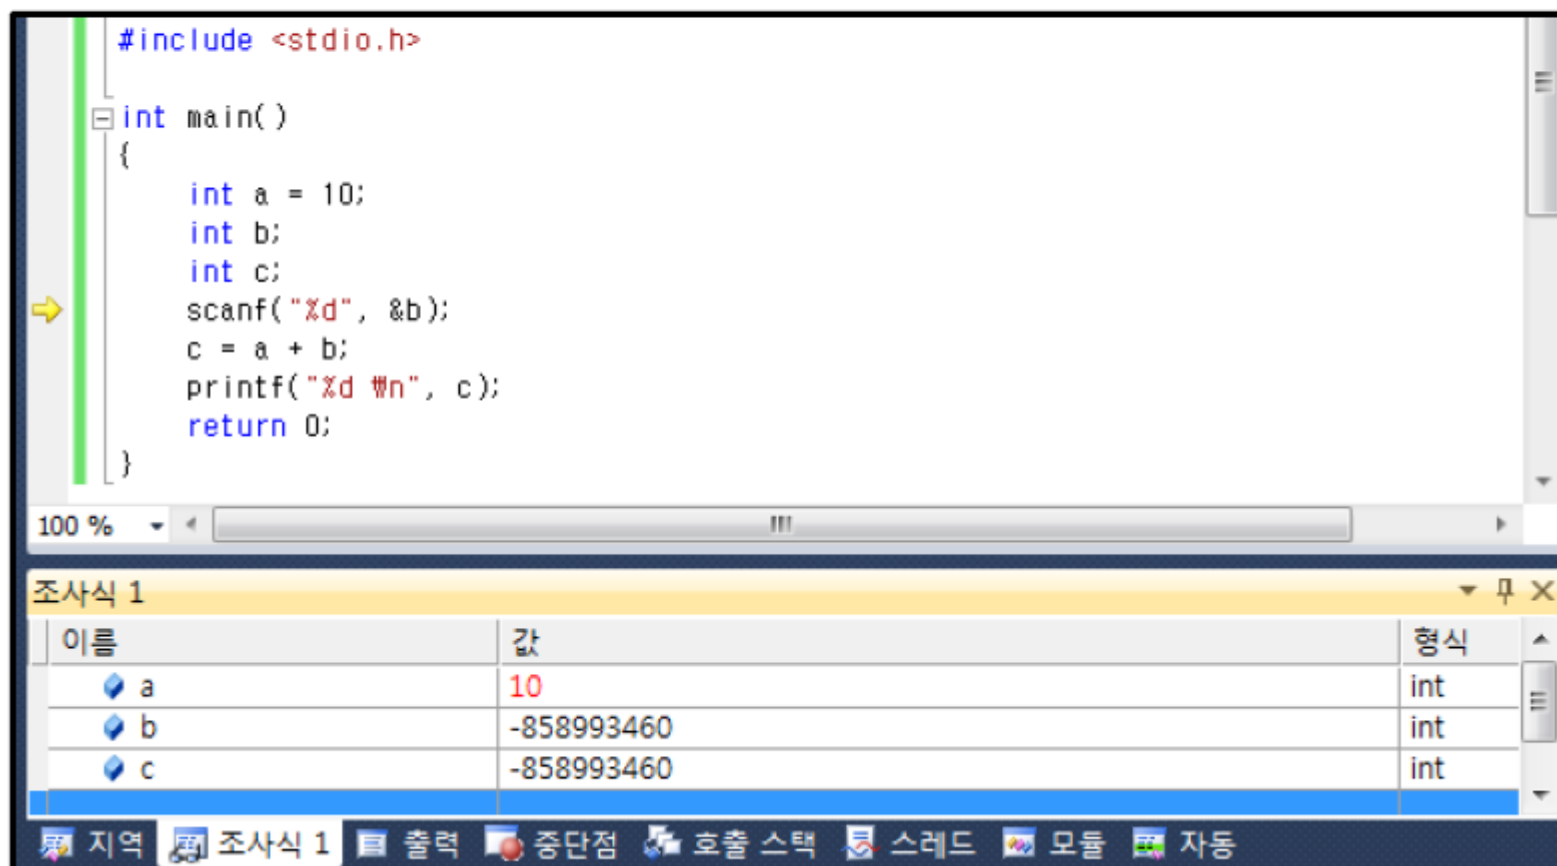 #include <stdio.h>
int main()
{
int a = 10;
int b;
int c;
scanf("%d", &b);
c = a + b;
printf("%d ₩n", c);
return 0;
}
100 %
조사식 1
이름 값 형식
a 10 int
b -858993460 int
c -858993460 int
지역 조사식 1 출력 중단점 호출 스택 스레드 모듈 자동